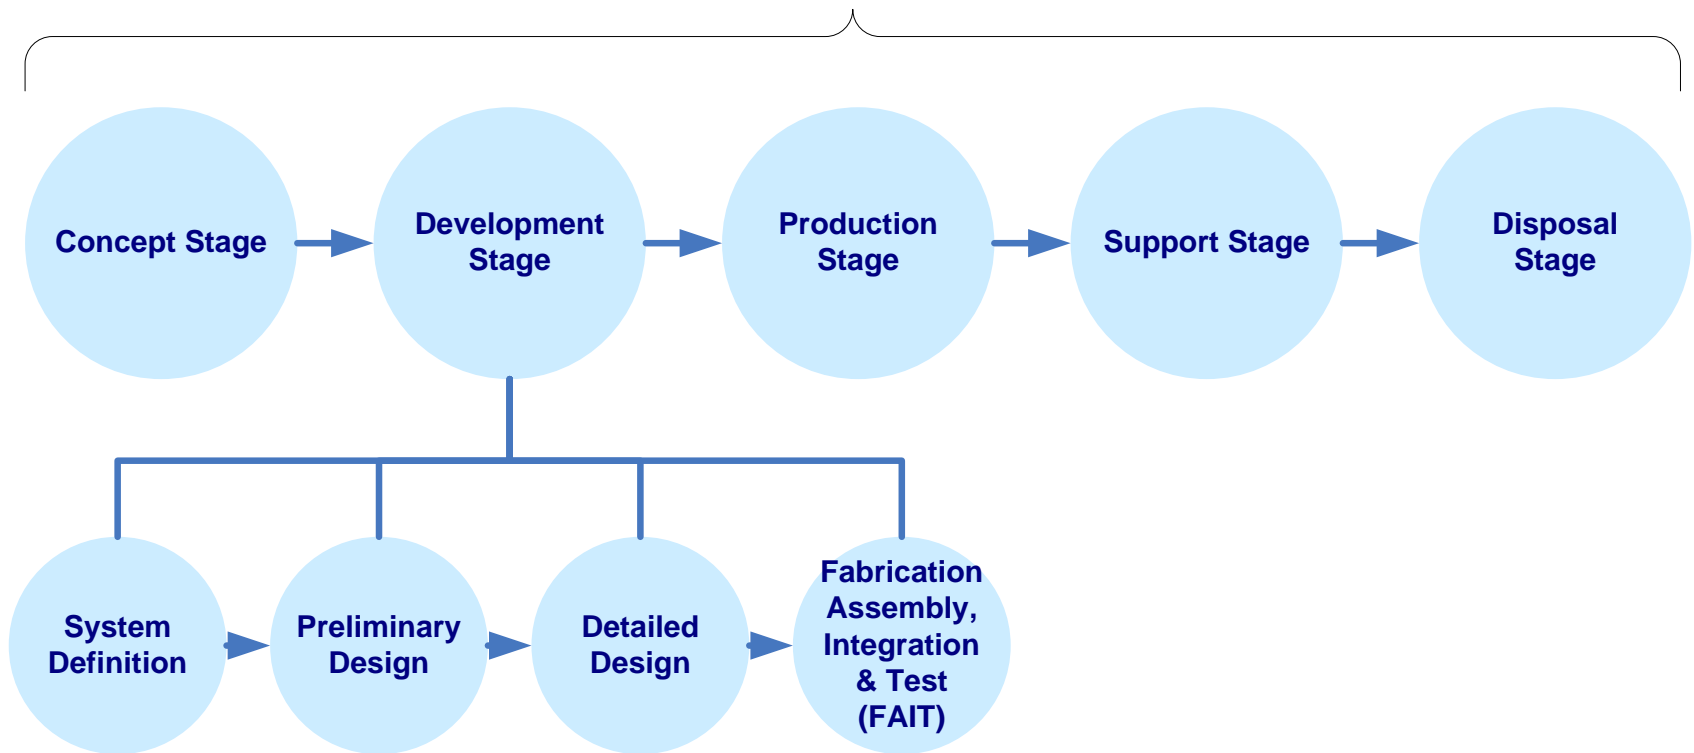 Concept Stage
Development
Stage
Production
Stage
Support Stage
Disposal
Stage
System
Definition
Preliminary
Design
Detailed
Design
Fabrication
Assembly,
Integration
& Test
(FAIT)